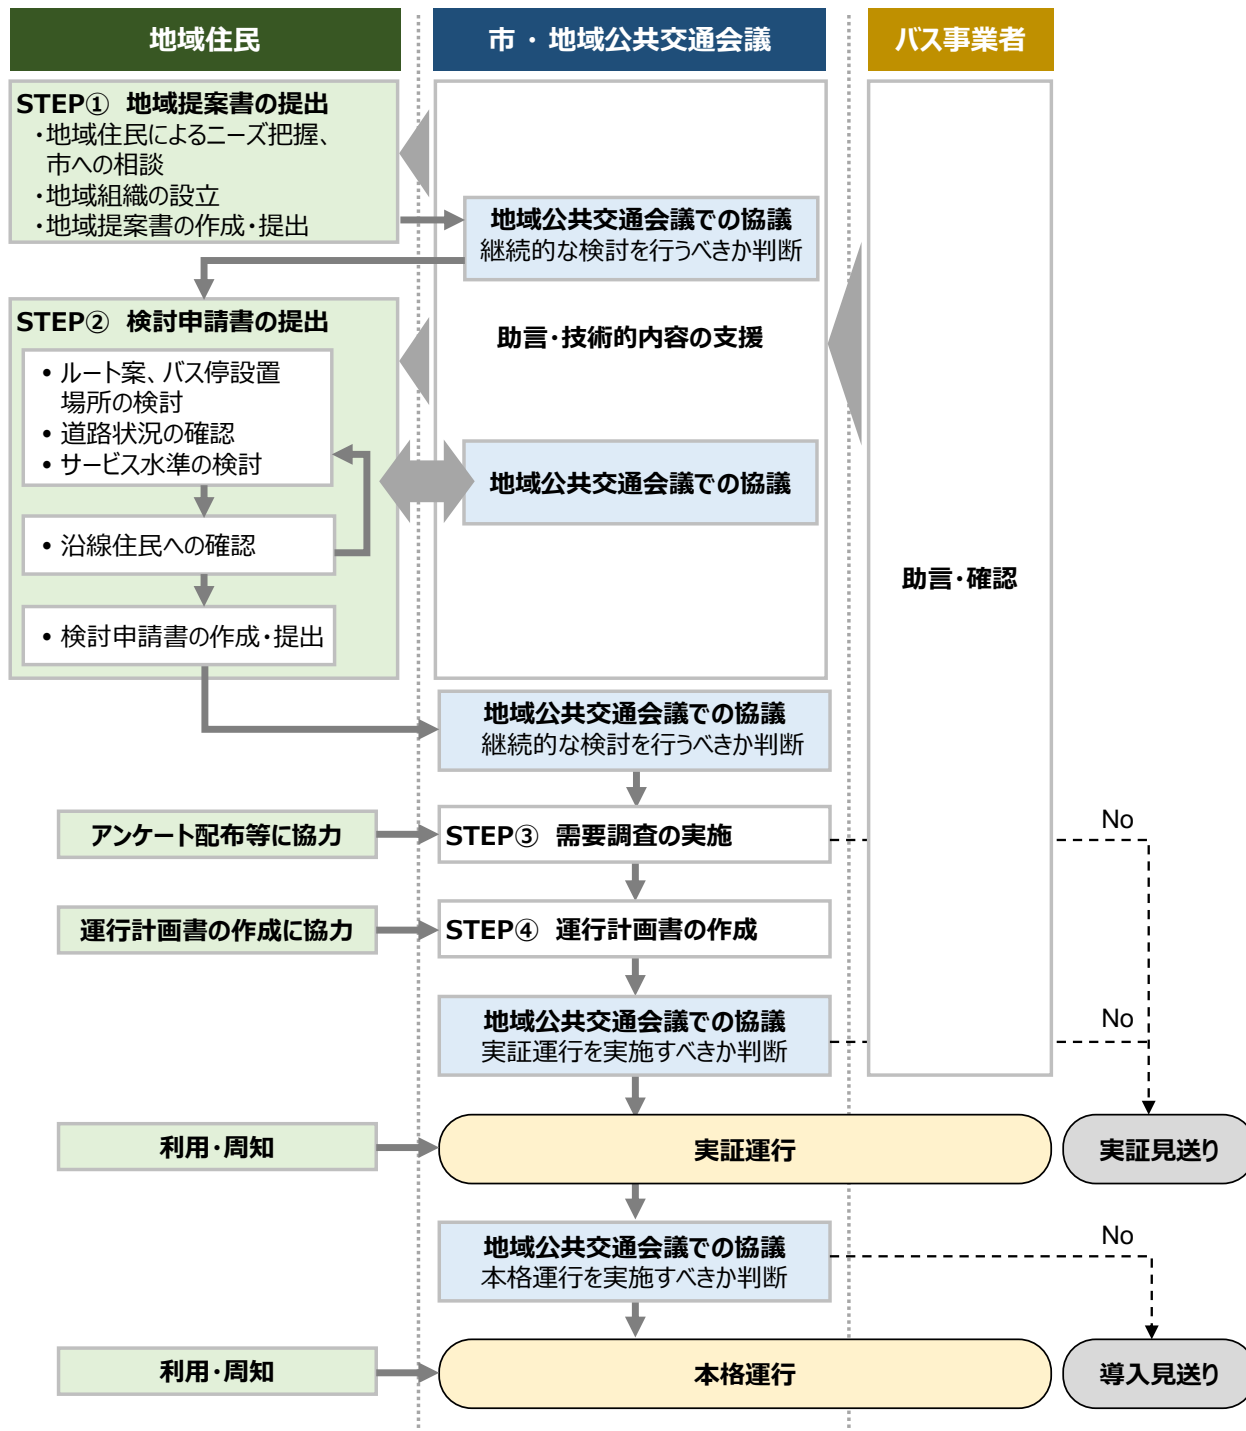 地域住民
市・地域公共交通会議
バス事業者
STEP① 地域提案書の提出
・地域住民によるニーズ把握、
市への相談
・地域組織の設立
・地域提案書の作成・提出
地域公共交通会議での協議
継続的な検討を行うべきか判断
STEP② 検討申請書の提出
• ルート案、バス停設置
場所の検討
• 道路状況の確認
• サービス水準の検討
• 沿線住民への確認
• 検討申請書の作成・提出
助言・技術的内容の支援
地域公共交通会議での協議
助言・確認
地域公共交通会議での協議
継続的な検討を行うべきか判断
アンケート配布等に協力
STEP③ 需要調査の実施
No
運行計画書の作成に協力
STEP④ 運行計画書の作成
地域公共交通会議での協議
実証運行を実施すべきか判断
No
利用・周知
実証運行
実証見送り
地域公共交通会議での協議
本格運行を実施すべきか判断
No
利用・周知
本格運行
導入見送り